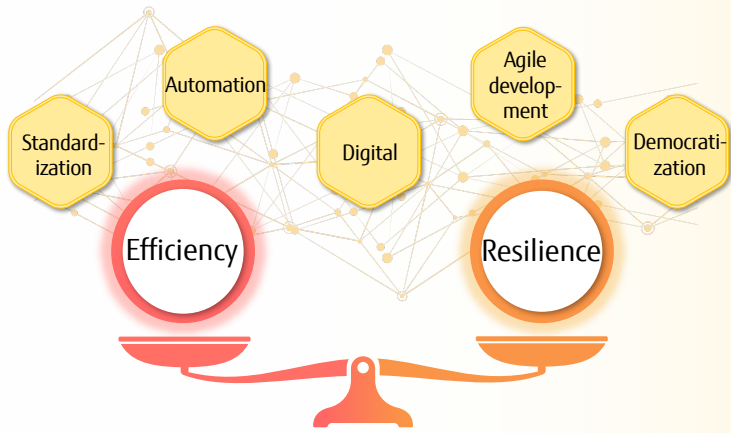 Agile
develop-
ment
Automation
Standard-
ization
Digital
Democrati-
zation
Efficiency
Resilience